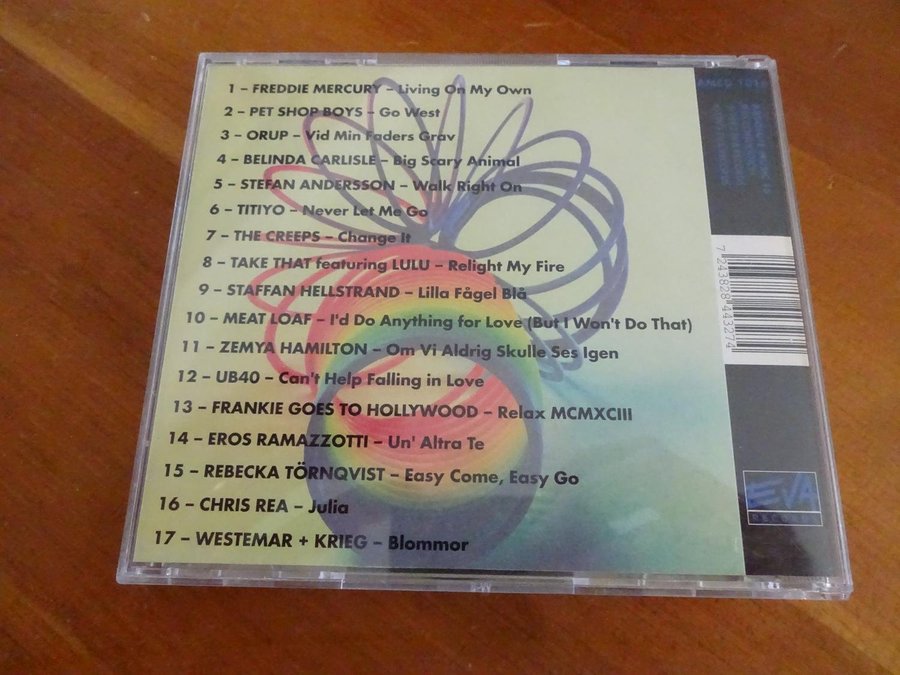 1 – FREDDIE MERCURY – Living On My Own
2 – PET SHOP BOYS – Go West
3 – ORUP – Vid Min Faders Grav
4 – BELINDA CARLISLE – Big Scary Animal
5 – STEFAN ANDERSSON – Walk Right On
6 – TITIYO – Never Let Me Go
7 – THE CREEPS – Change It
8 – TAKE THAT featuring LULU – Relight My Fire
9 – STAFFAN HELLSTRAND – Lilla Fågel Blå
10 – MEAT LOAF – I'd Do Anything for Love (But I Won't Do That)
11 – ZEMYA HAMILTON – Om Vi Aldrig Skulle Ses Igen
12 – UB40 – Can't Help Falling in Love
13 – FRANKIE GOES TO HOLLYWOOD – Relax MCMXCIII
14 – EROS RAMAZZOTTI – Un' Altra Te
15 – REBECKA TÖRNQVIST – Easy Come, Easy Go
16 – CHRIS REA – Julia
17 – WESTEMAR + KRIEG – Blommor
7 243828 443274
EVA